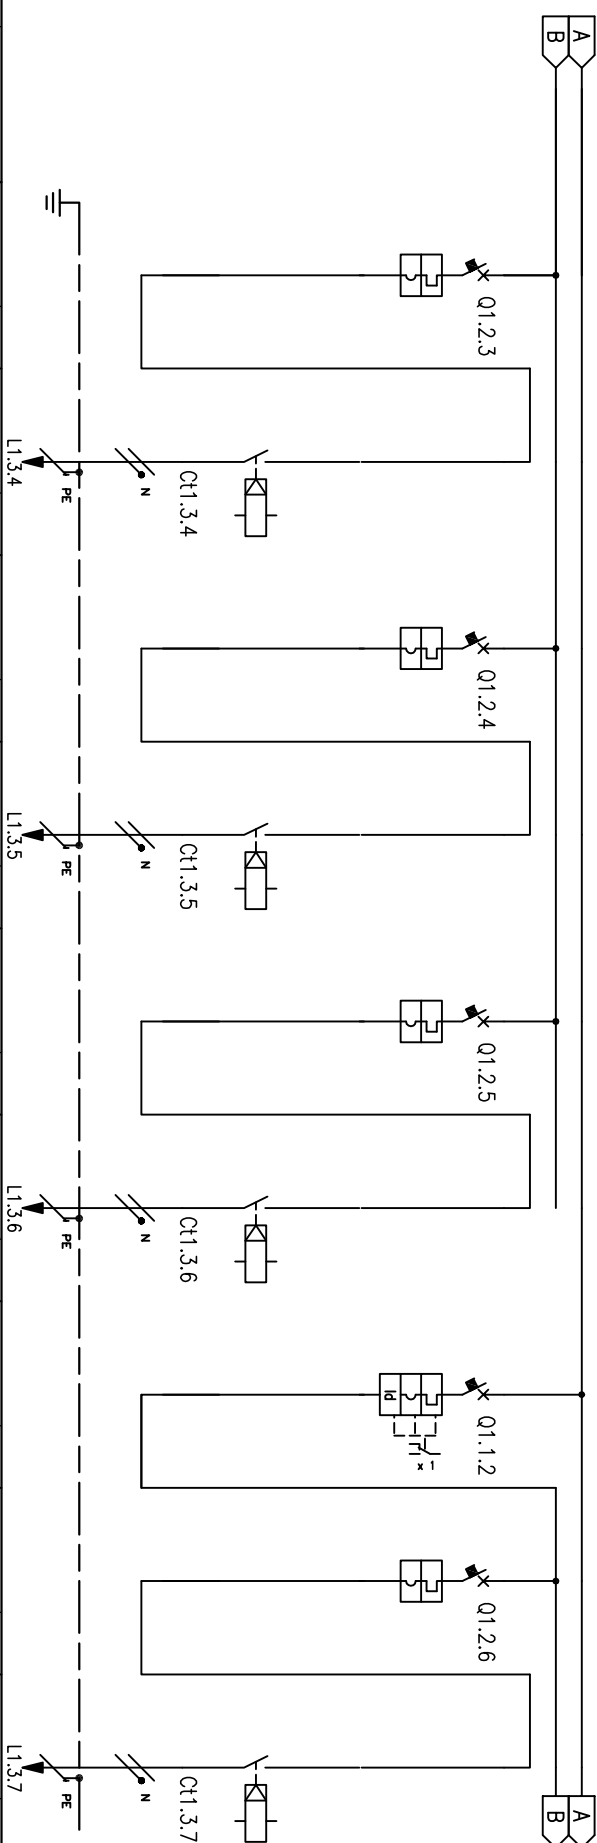 A
B
Q1.2.3
Ct1.3.4
N
PE
L1.3.4
Q1.2.4
Ct1.3.5
N
PE
L1.3.5
Q1.2.5
Ct1.3.6
N
PE
L1.3.6
Q1.1.2
Id
x 1
Q1.2.6
Ct1.3.7
N
PE
L1.3.7
A
B